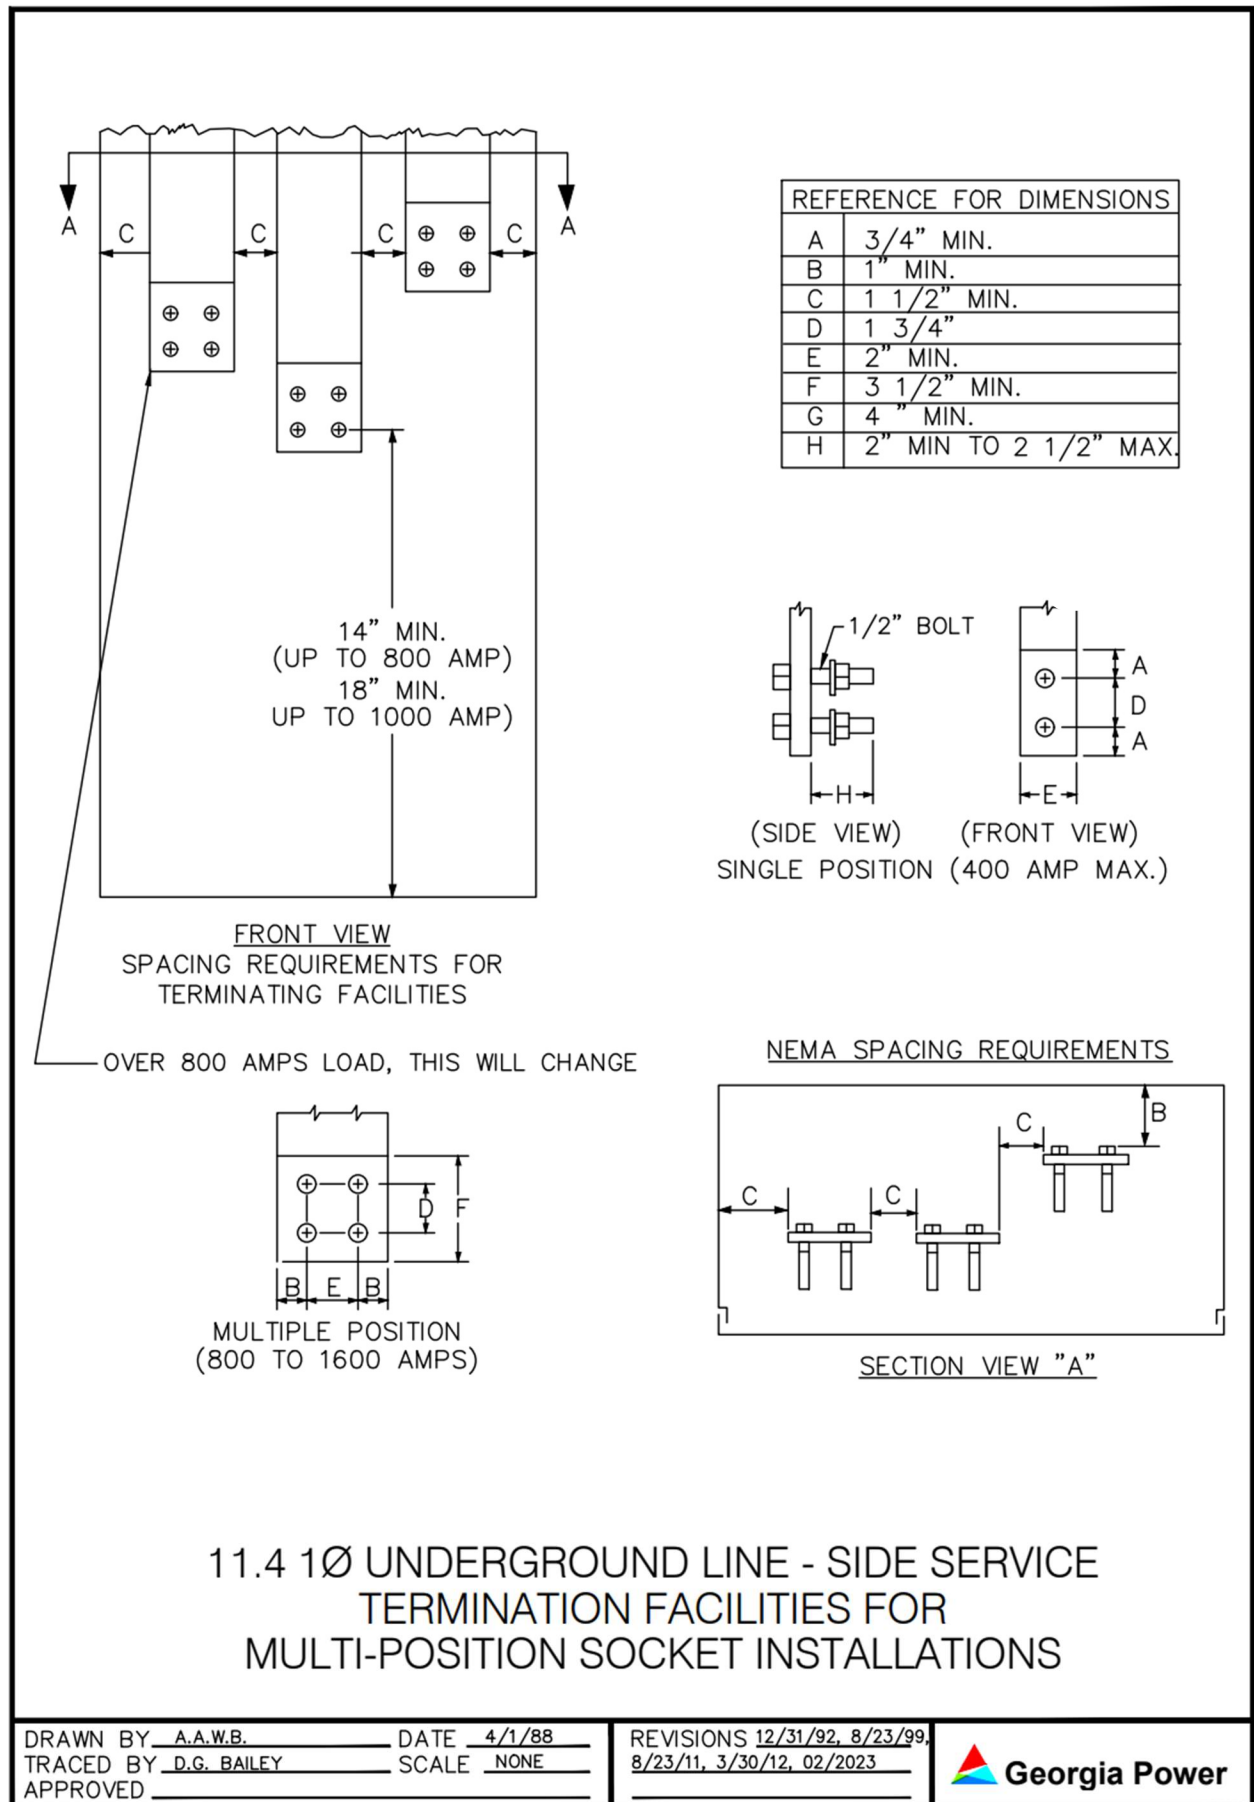 A
C
C
C
C
A
14" MIN.
(UP TO 800 AMP)
18" MIN.
UP TO 1000 AMP)
FRONT VIEW
SPACING REQUIREMENTS FOR
TERMINATING FACILITIES
OVER 800 AMPS LOAD, THIS WILL CHANGE
REFERENCE FOR DIMENSIONS
A 3/4" MIN.
B 1" MIN.
C 1 1/2" MIN.
D 1 3/4"
E 2" MIN.
F 3 1/2" MIN.
G 4 " MIN.
H 2" MIN TO 2 1/2" MAX.
1/2" BOLT
H
A
D
A
E
(SIDE VIEW) (FRONT VIEW)
SINGLE POSITION (400 AMP MAX.)
D F
B E B
MULTIPLE POSITION
(800 TO 1600 AMPS)
NEMA SPACING REQUIREMENTS
B
C
C
C
SECTION VIEW "A"
11.4 1Ø UNDERGROUND LINE - SIDE SERVICE
TERMINATION FACILITIES FOR
MULTI-POSITION SOCKET INSTALLATIONS
DRAWN BY A.A.W.B. DATE 4/1/88
TRACED BY D.G. BAILEY SCALE NONE
APPROVED
REVISIONS 12/31/92, 8/23/99,
8/23/11, 3/30/12, 02/2023
Georgia Power